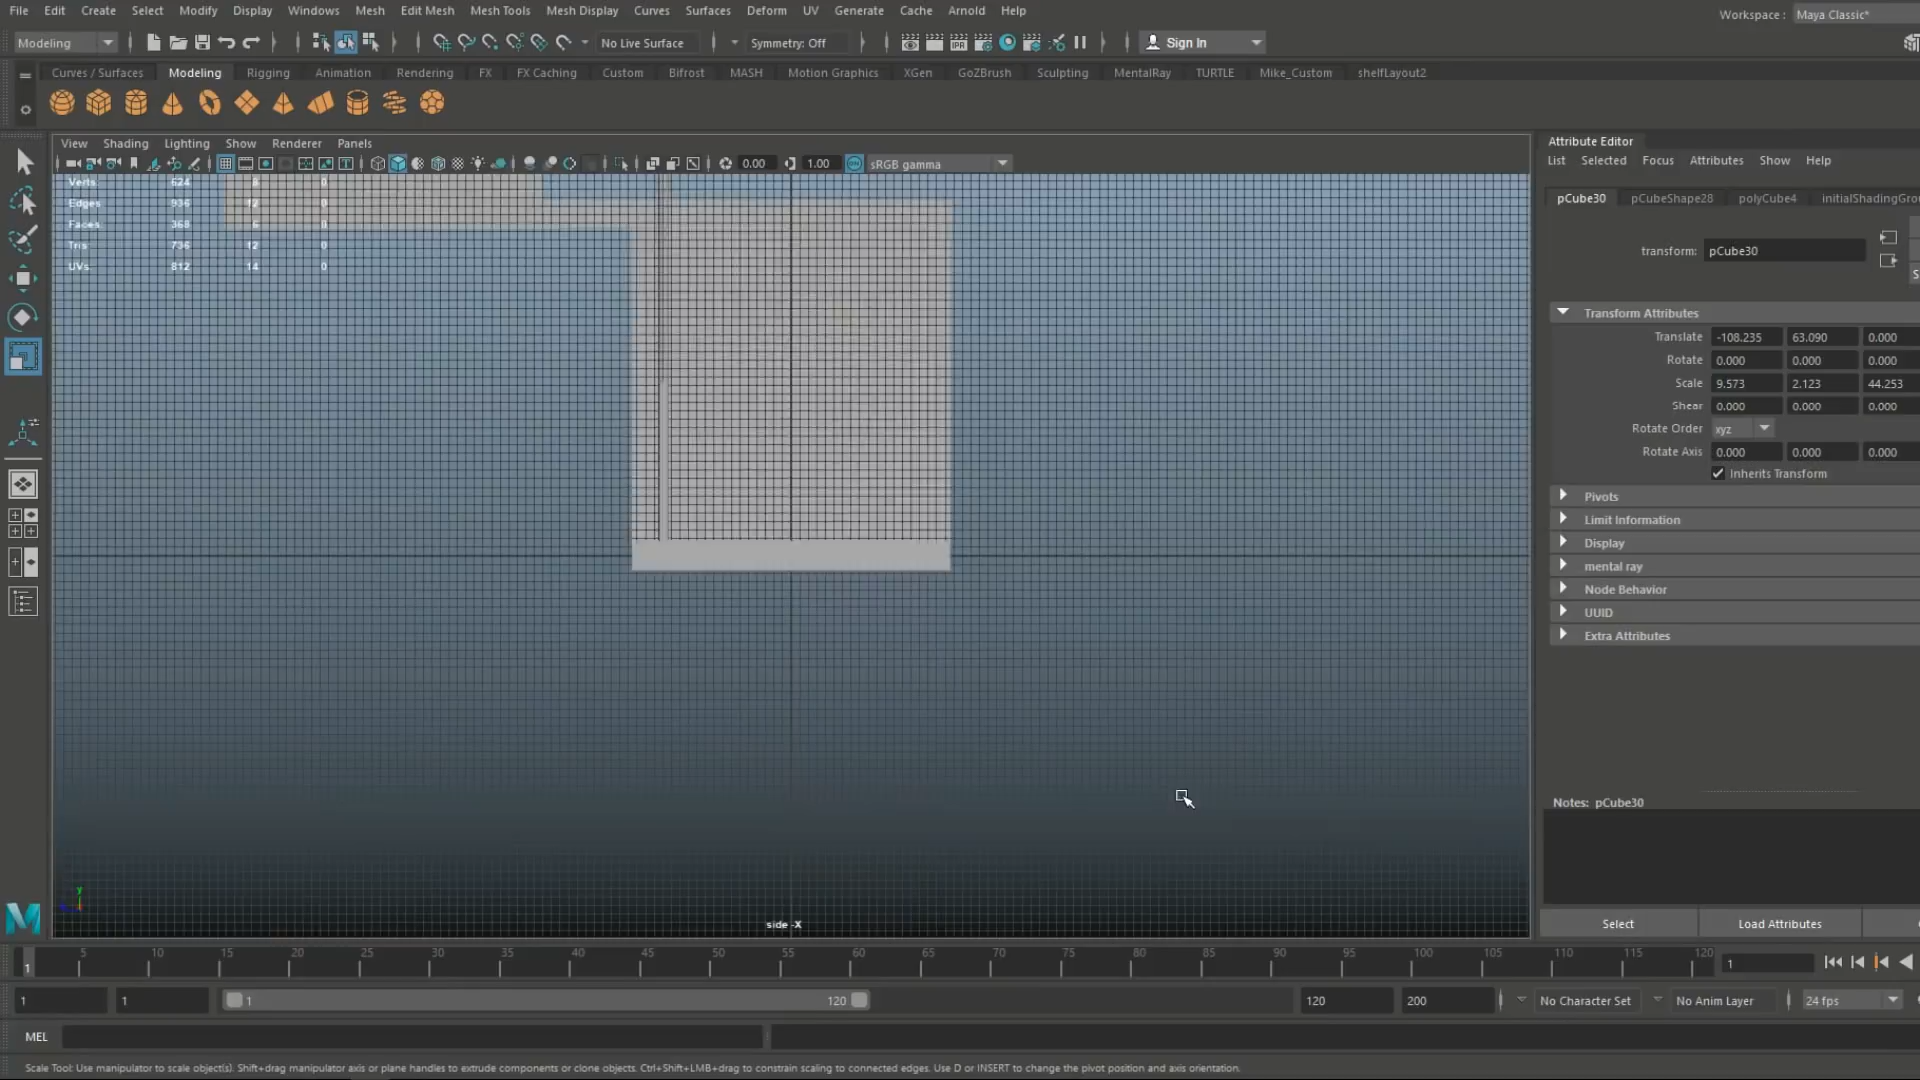 File Edit Create Select Modify Display Windows Mesh Edit Mesh Mesh Tools Mesh Display Curves Surfaces Deform UV Generate Cache Arnold Help
Workspace : Maya Classic*
Modeling No Live Surface Symmetry: Off Sign In
Curves / Surfaces Modeling Rigging Animation Rendering FX FX Caching Custom Bifrost MASH Motion Graphics XGen GoZBrush Sculpting MentalRay TURTLE Mike_Custom shelfLayout2
View Shading Lighting Show Renderer Panels
0.00 1.00 sRGB gamma
Verts: 624 8 0
Edges: 936 12 0
Faces: 368 6 0
Tris: 736 12 0
UVs: 812 14 0
y
side -X
Attribute Editor
List Selected Focus Attributes Show Help
pCube30 pCubeShape28 polyCube4 initialShadingGro
transform: pCube30
S
Transform Attributes
Translate -108.235 63.090 0.000
Rotate 0.000 0.000 0.000
Scale 9.573 2.123 44.253
Shear 0.000 0.000 0.000
Rotate Order xyz
Rotate Axis 0.000 0.000 0.000
Inherits Transform
Pivots
Limit Information
Display
mental ray
Node Behavior
UUID
Extra Attributes
Notes: pCube30
Select Load Attributes
1 5 10 15 20 25 30 35 40 45 50 55 60 65 70 75 80 85 90 95 100 105 110 115 120 1
1 1 1 120 120 200 No Character Set No Anim Layer 24 fps
MEL
Scale Tool: Use manipulator to scale object(s). Shift+drag manipulator axis or plane handles to extrude components or clone objects. Ctrl+Shift+LMB+drag to constrain scaling to connected edges. Use D or INSERT to change the pivot position and axis orientation.